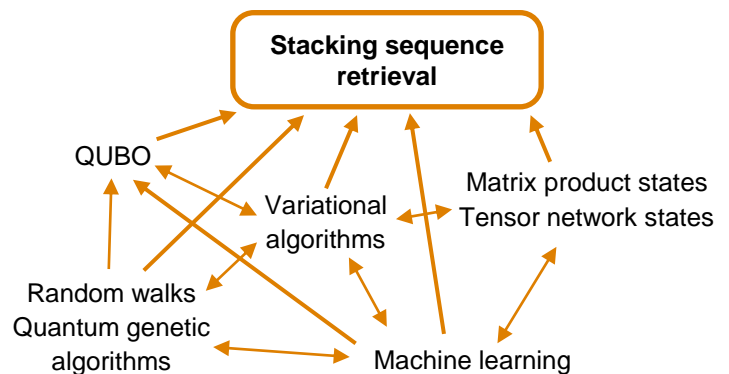 Stacking sequence
retrieval
QUBO
Variational
algorithms
Matrix product states
Tensor network states
Random walks
Quantum genetic
algorithms
Machine learning